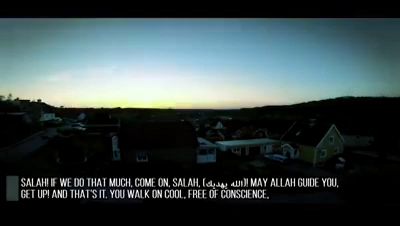 SALAH! IF WE DO THAT MUCH, COME ON, SALAH, (الله يهديك)! MAY ALLAH GUIDE YOU,
GET UP! AND THAT'S IT. YOU WALK ON COOL, FREE OF CONSCIENCE,